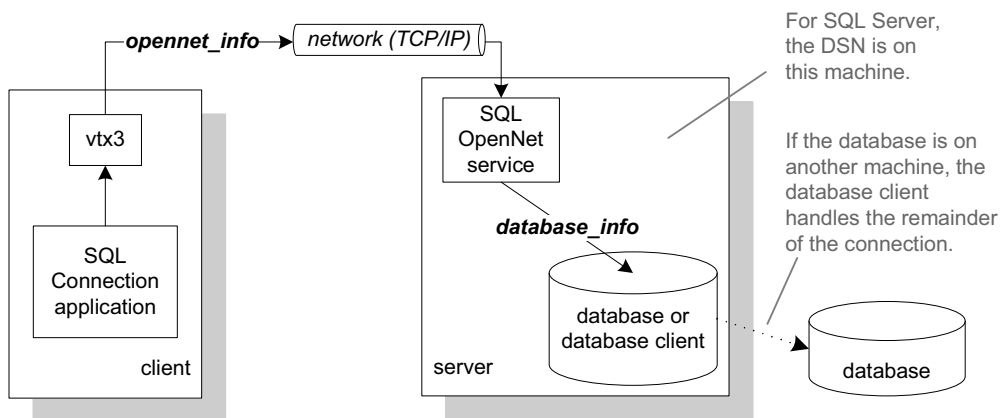 opennet_info
network (TCP/IP)
For SQL Server,
the DSN is on
this machine.
vtx3
SQL
Connection
application
client
SQL
OpenNet
service
database_info
database or
database client
server
If the database is on
another machine, the
database client
handles the remainder
of the connection.
database